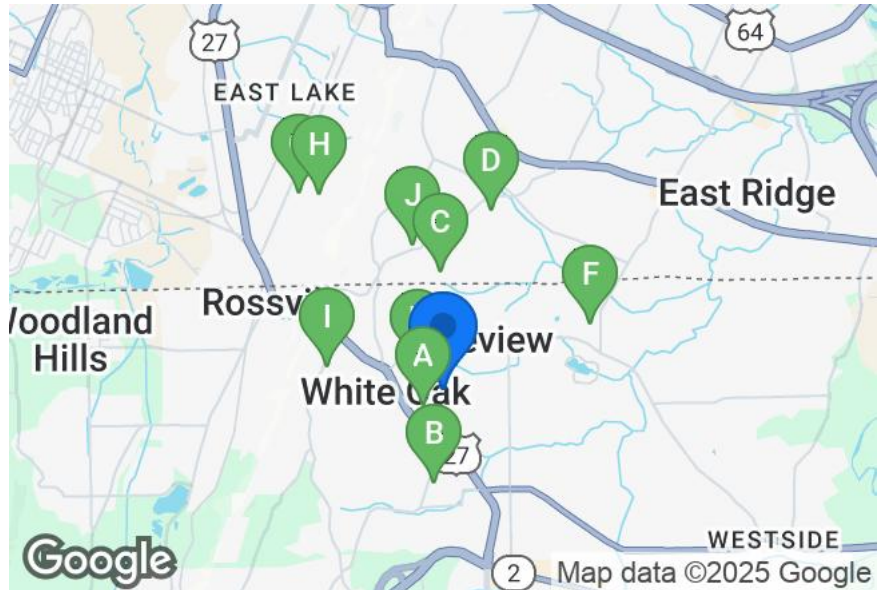 27
64
EAST LAKE
H
D
East Ridge
J
C
F
Rossvi
I
Woodland
Hills
eview
A
White Oak
B
27
WESTSIDE
Google
2
Map data ©2025 Google